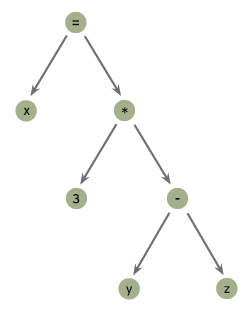 =
x *
3 -
y z